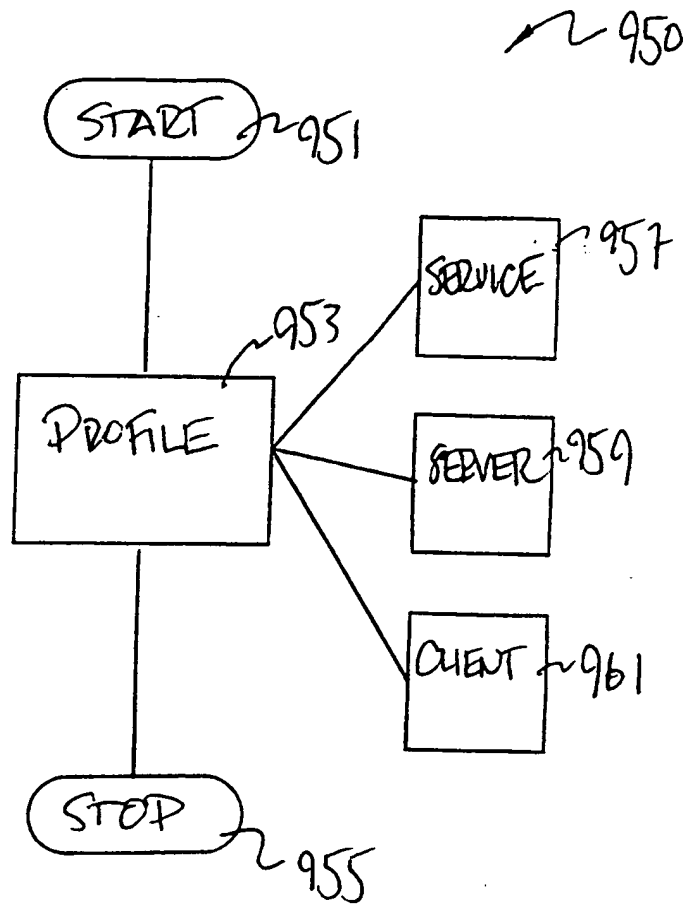 950
START
951
957
SERVICE
953
PROFILE
SERVER
959
CLIENT
961
STOP
955